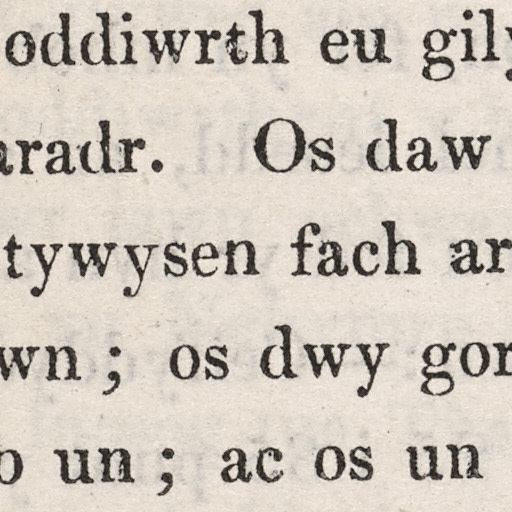 oddiwrth eu gily
aradr. Os daw
tywysen fach ar
wn ; os dwy gor
o un ; ac os un